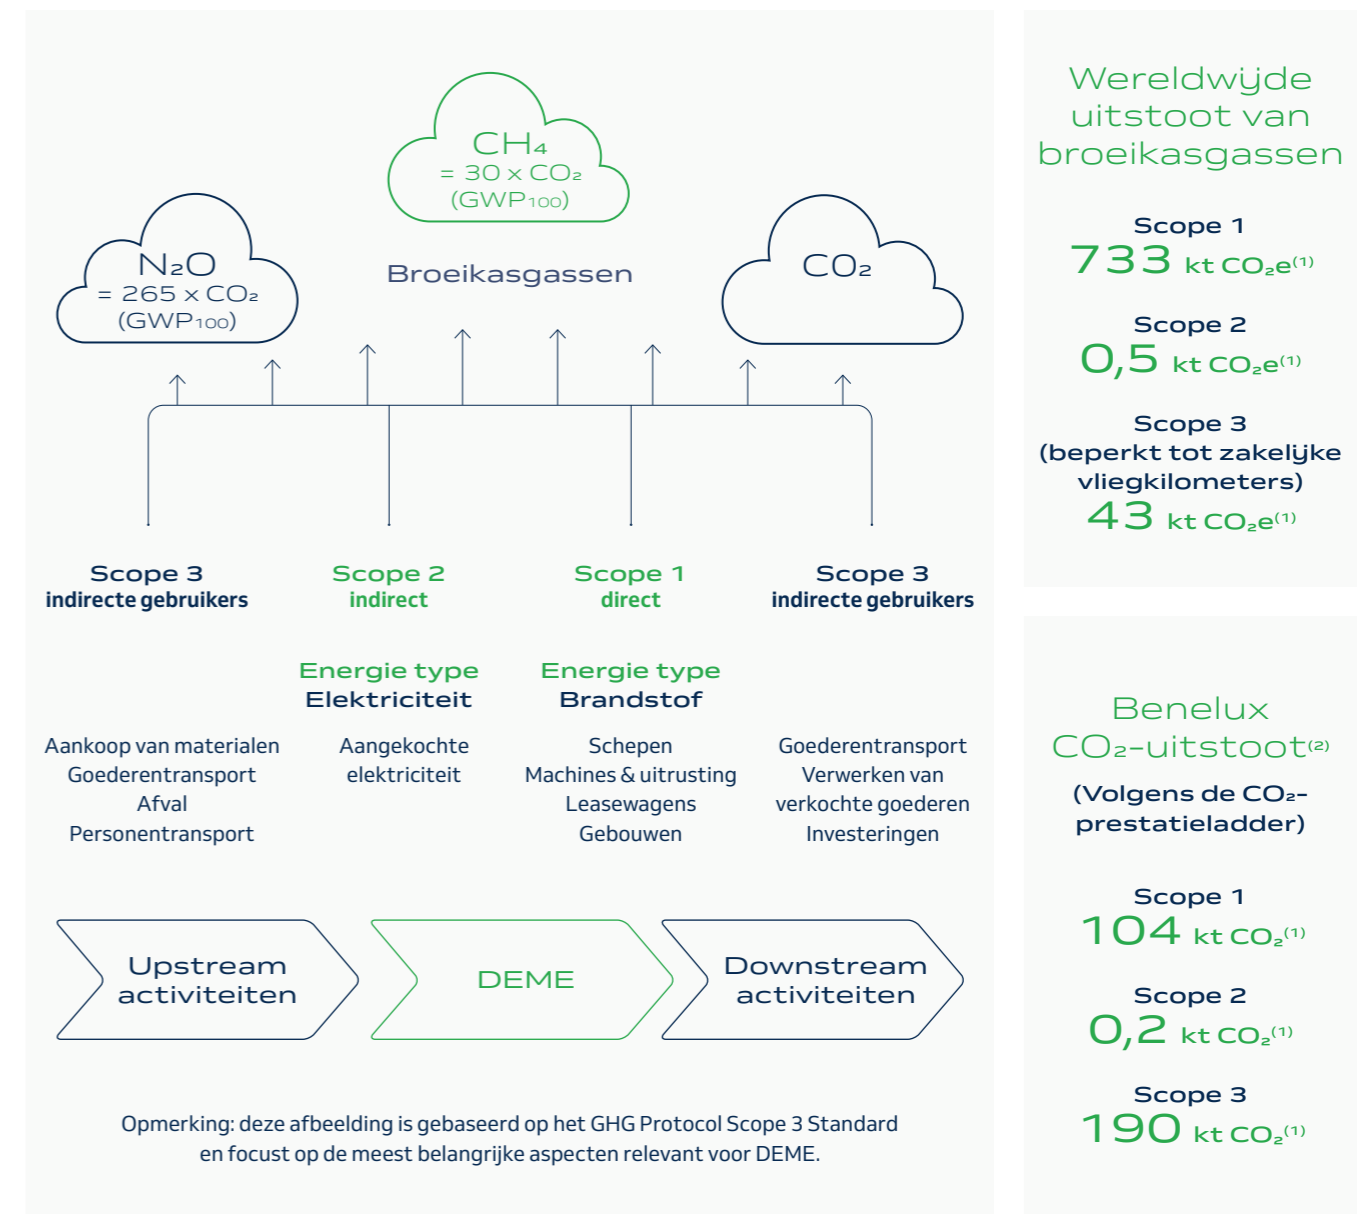 CH₄
= 30 x CO₂
(GWP₁₀₀)
N₂O
= 265 x CO₂
(GWP₁₀₀)
Broeikasgassen
CO₂
Scope 3
indirecte gebruikers
Scope 2
indirect
Scope 1
direct
Scope 3
indirecte gebruikers
Energie type
Elektriciteit
Energie type
Brandstof
Aankoop van materialen
Goederentransport
Afval
Personentransport
Aangekochte
elektriciteit
Schepen
Machines & uitrusting
Leasewagens
Gebouwen
Goederentransport
Verwerken van
verkochte goederen
Investeringen
Upstream
activiteiten
DEME
Downstream
activiteiten
Opmerking: deze afbeelding is gebaseerd op het GHG Protocol Scope 3 Standard
en focust op de meest belangrijke aspecten relevant voor DEME.
Wereldwijde
uitstoot van
broeikasgassen
Scope 1
733 kt CO₂e⁽¹⁾
Scope 2
0,5 kt CO₂e⁽¹⁾
Scope 3
(beperkt tot zakelijke
vliegkilometers)
43 kt CO₂e⁽¹⁾
Benelux
CO₂-uitstoot⁽²⁾
(Volgens de CO₂-
prestatieladder)
Scope 1
104 kt CO₂⁽¹⁾
Scope 2
0,2 kt CO₂⁽¹⁾
Scope 3
190 kt CO₂⁽¹⁾